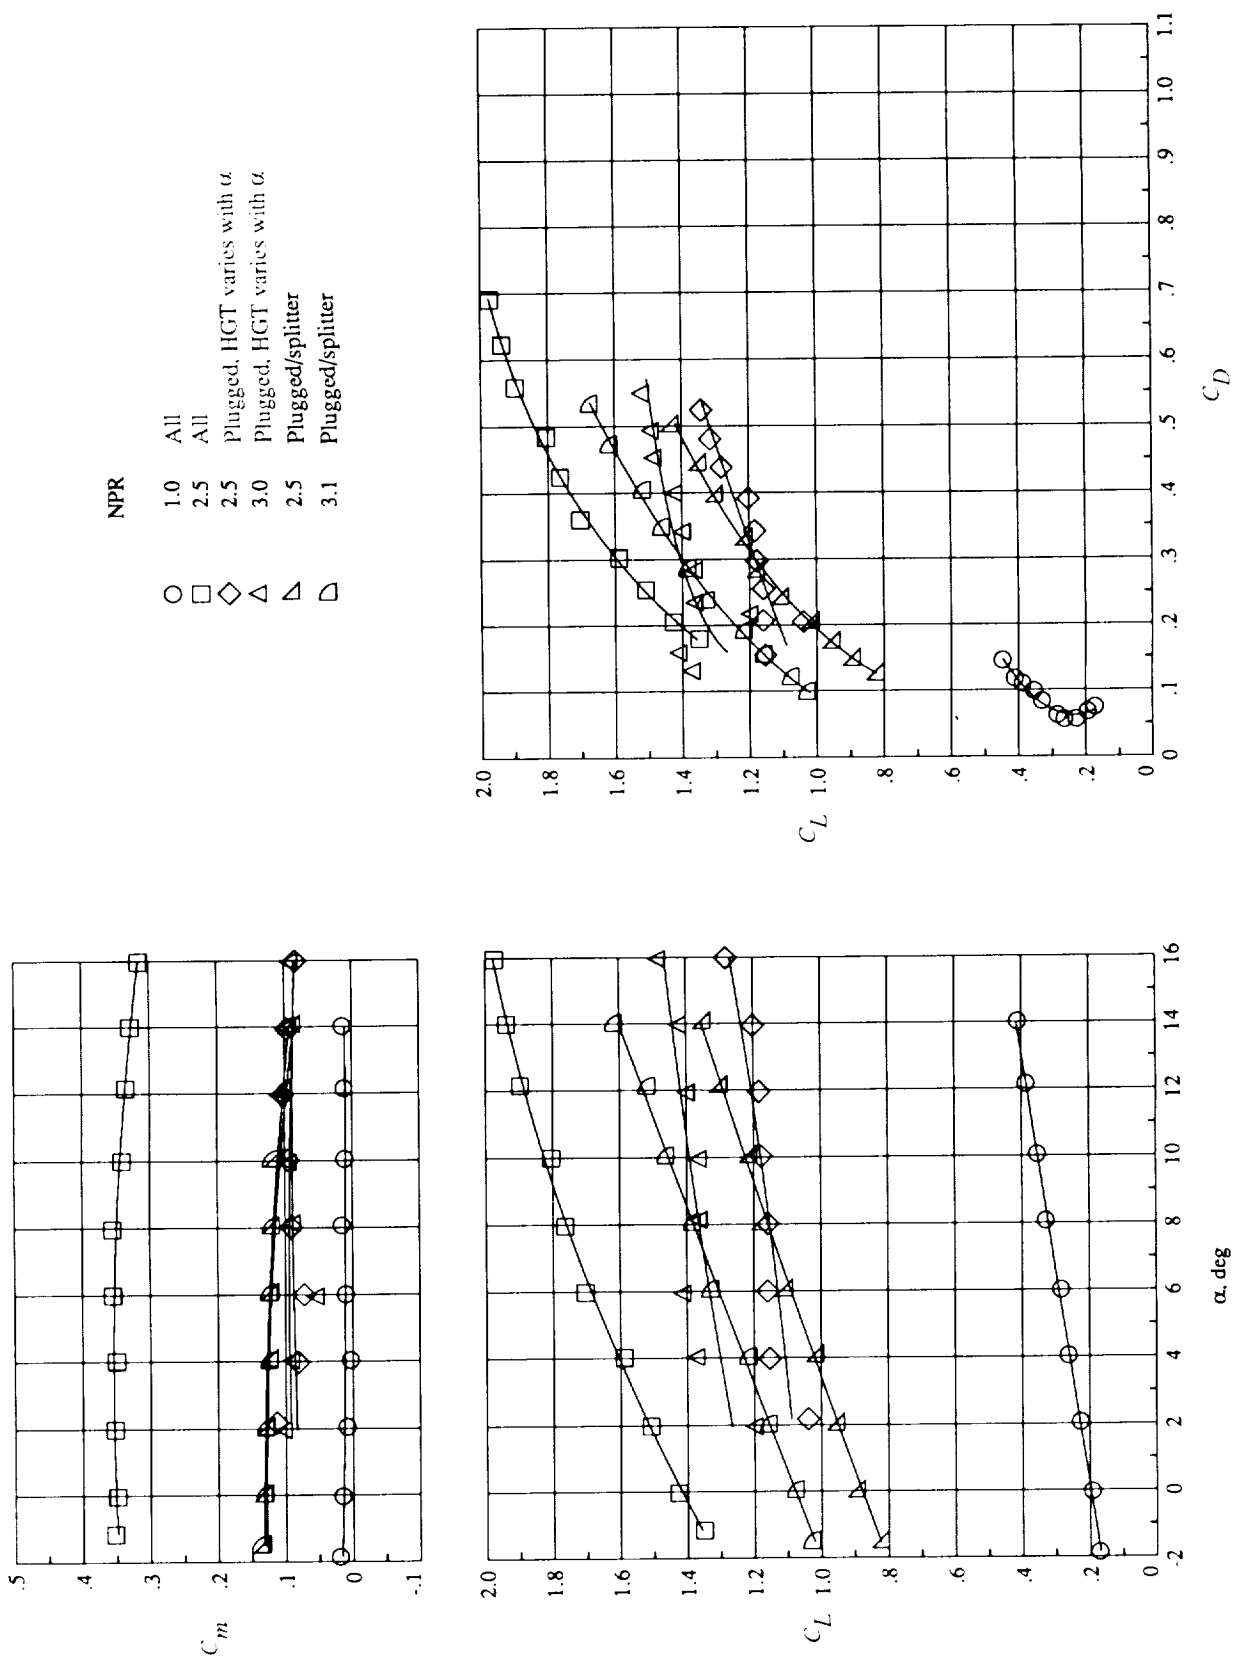 NPR
1.0 All
2.5 All
2.5 Plugged, HGT varies with α
3.0 Plugged, HGT varies with α
2.5 Plugged/splitter
3.1 Plugged/splitter
.5
.4
.3
.2
.1
0
-.1
C_m
2.0
1.8
1.6
1.4
1.2
1.0
.8
.6
.4
.2
0
C_L
-2 0 2 4 6 8 10 12 14 16
α, deg
2.0
1.8
1.6
1.4
1.2
1.0
.8
.6
.4
.2
0
C_L
0 .1 .2 .3 .4 .5 .6 .7 .8 .9 1.0 1.1
C_D